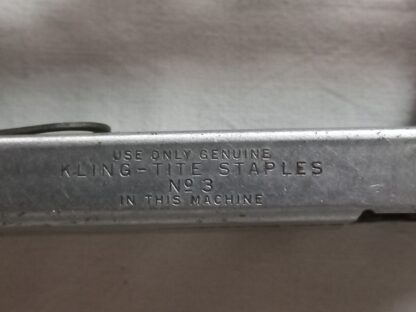 USE ONLY GENUINE
KLING-TITE STAPLES
Nº 3
IN THIS MACHINE